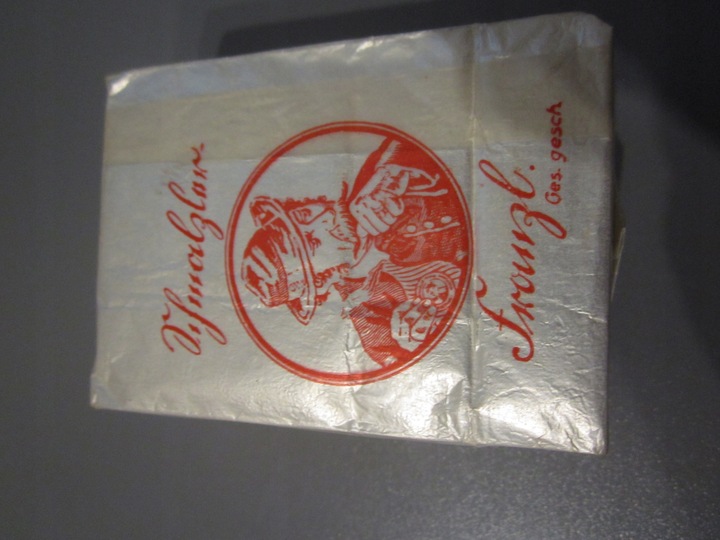 Schmalzler
Franzl.
Ges. gesch